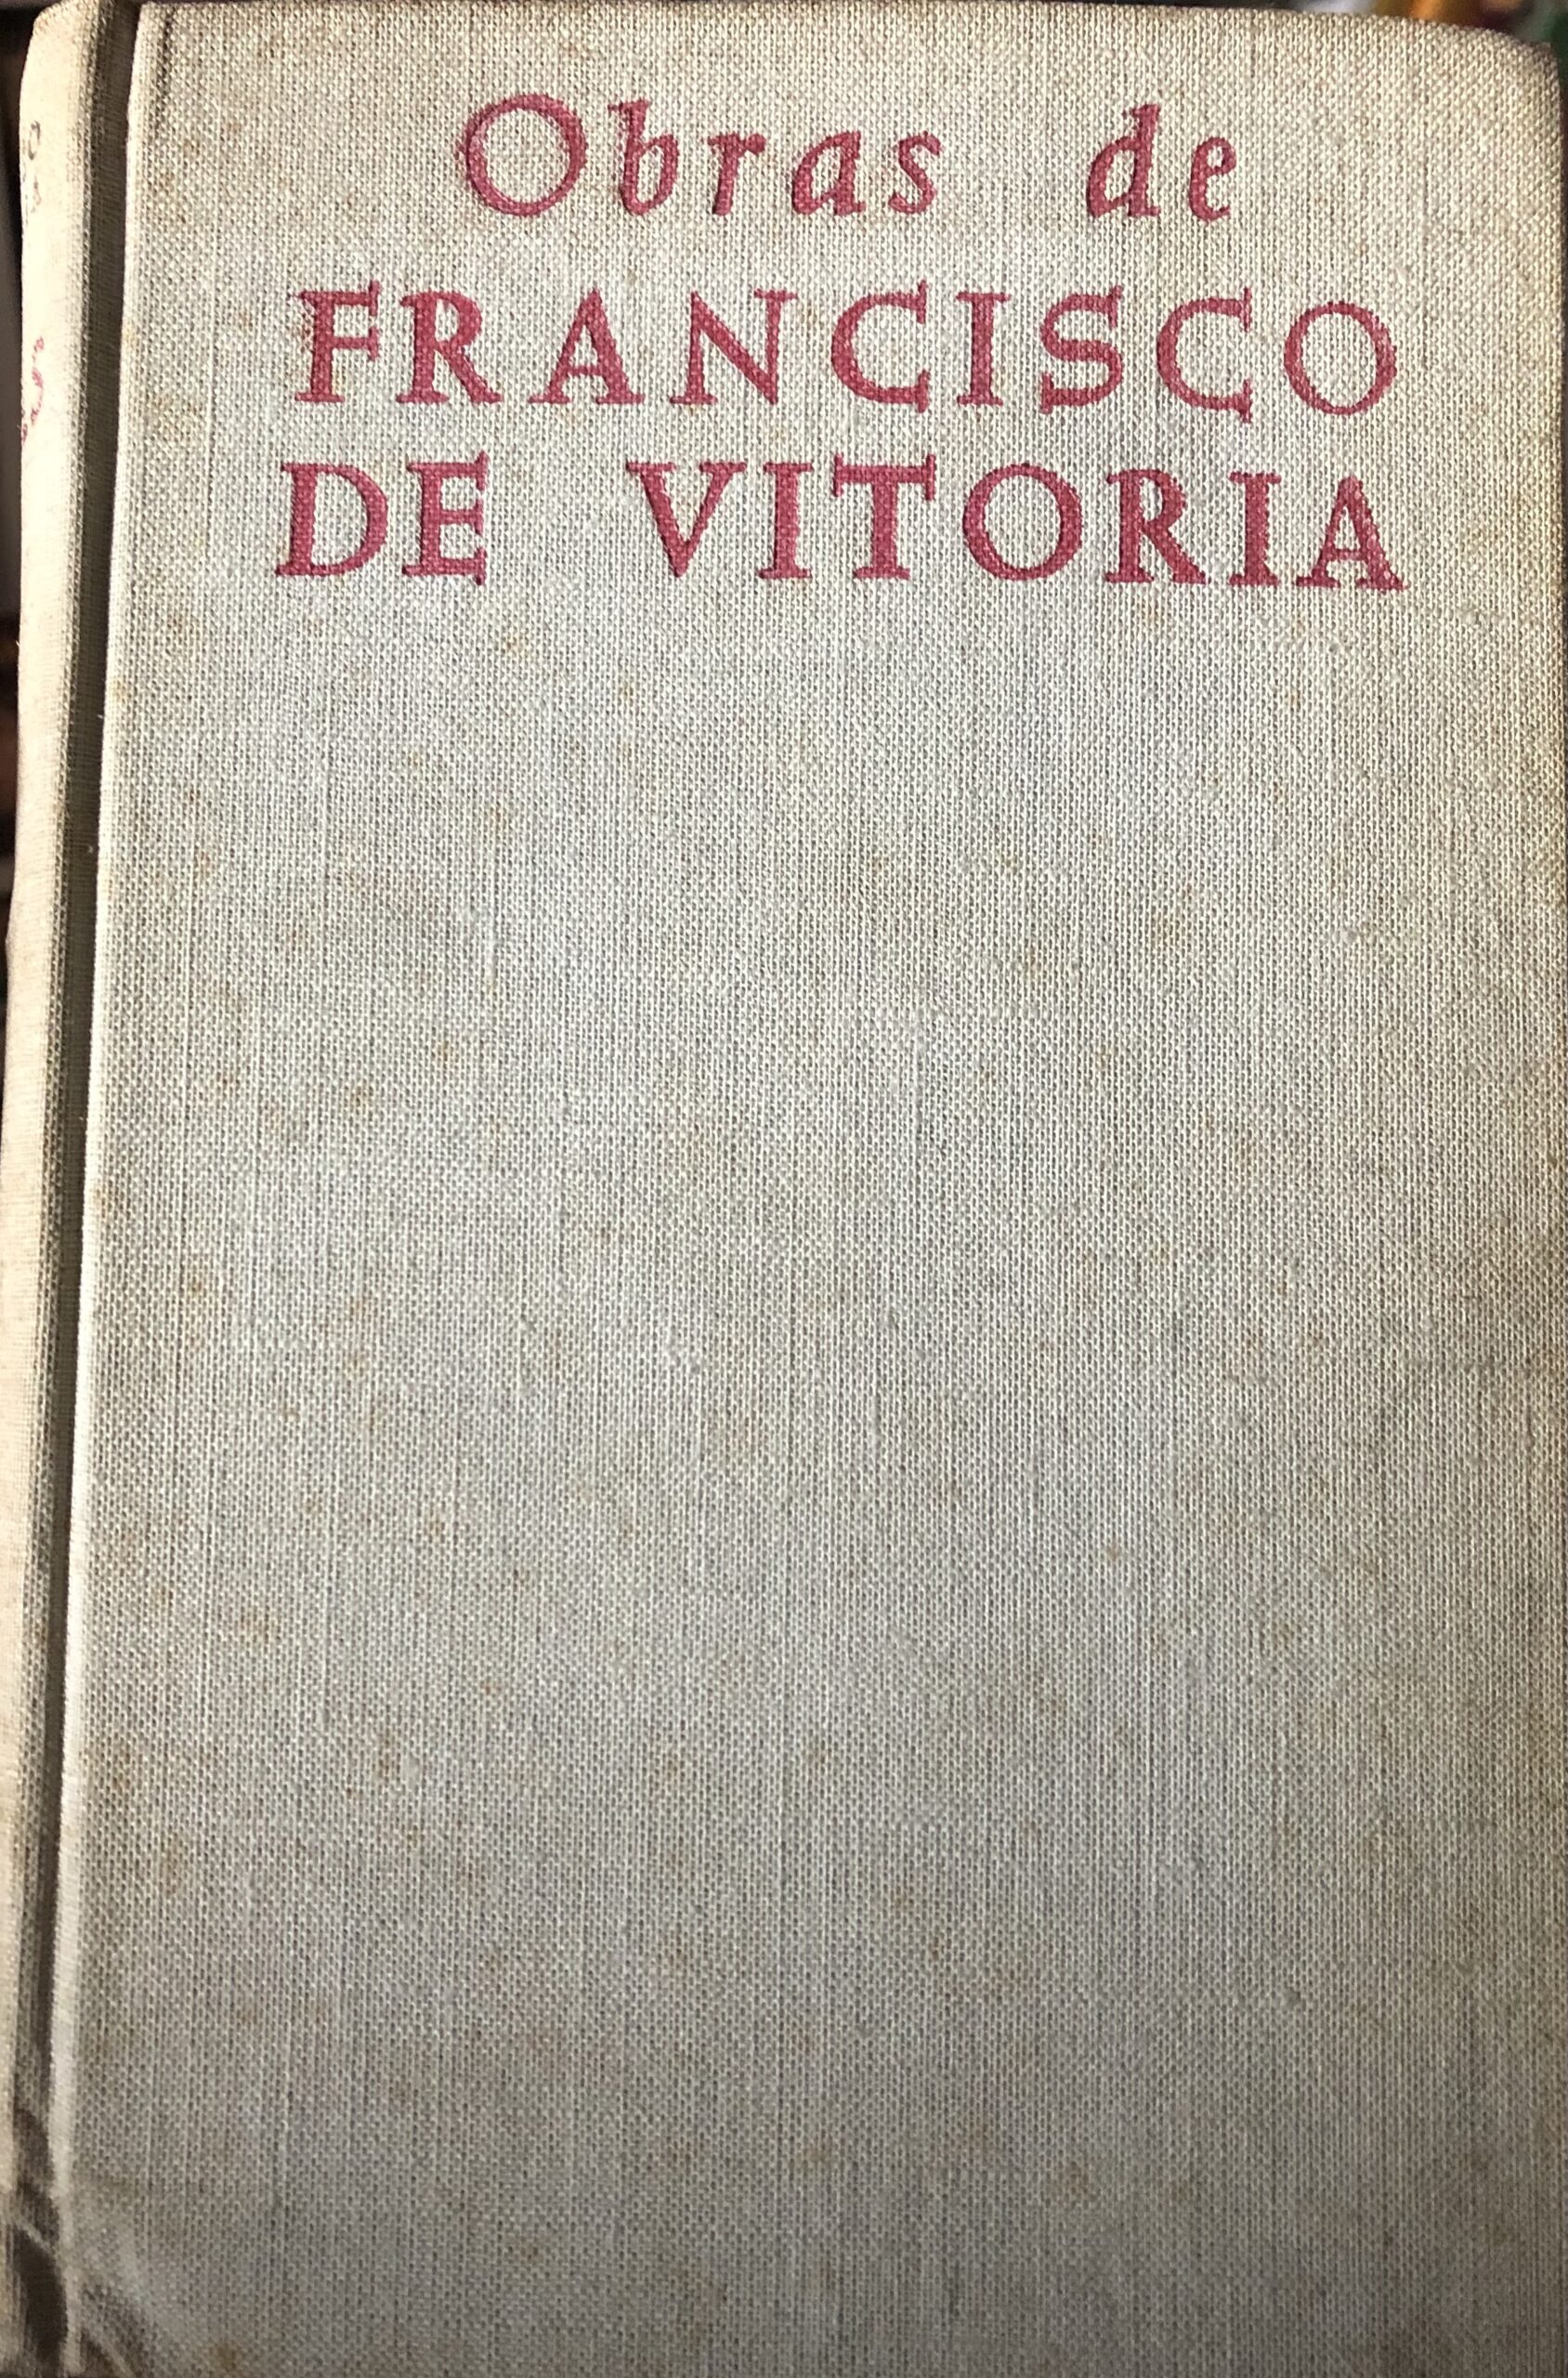 Obras de
FRANCISCO
DE VITORIA